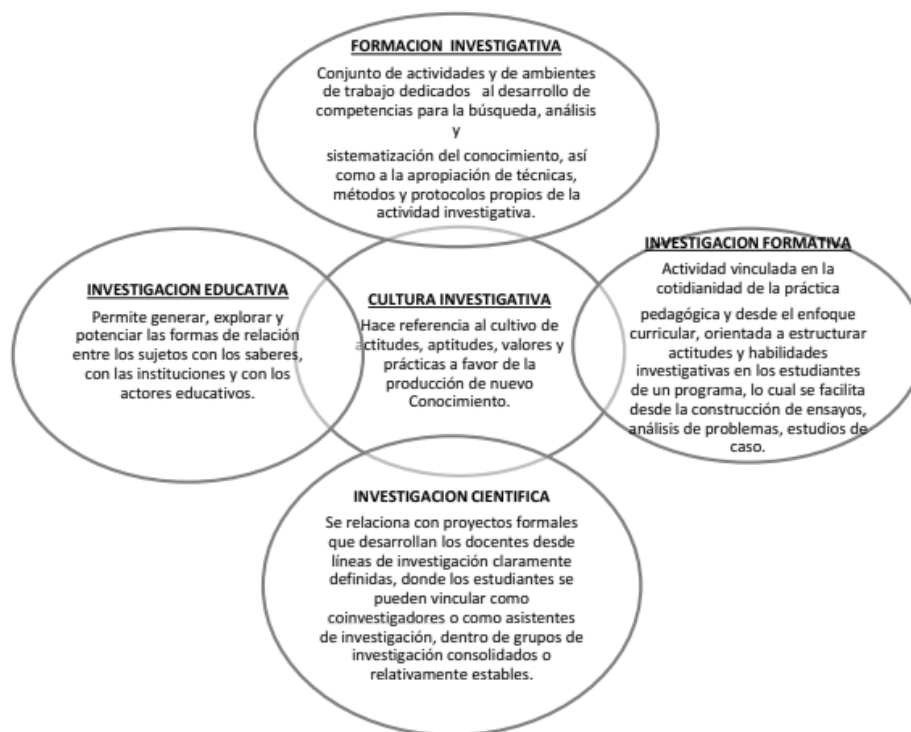 FORMACION INVESTIGATIVA
Conjunto de actividades y de ambientes
de trabajo dedicados al desarrollo de
competencias para la búsqueda, análisis
y
sistematización del conocimiento, así
como a la apropiación de técnicas,
métodos y protocolos propios de la
actividad investigativa.
INVESTIGACION EDUCATIVA
Permite generar, explorar y
potenciar las formas de relación
entre los sujetos con los saberes,
con las instituciones y con los
actores educativos.
CULTURA INVESTIGATIVA
Hace referencia al cultivo de
actitudes, aptitudes, valores y
prácticas a favor de la
producción de nuevo
Conocimiento.
INVESTIGACION FORMATIVA
Actividad vinculada en la
cotidianidad de la práctica
pedagógica y desde el enfoque
curricular, orientada a estructurar
actitudes y habilidades
investigativas en los estudiantes
de un programa, lo cual se facilita
desde la construcción de ensayos,
análisis de problemas, estudios de
caso.
INVESTIGACION CIENTIFICA
Se relaciona con proyectos formales
que desarrollan los docentes desde
líneas de investigación claramente
definidas, donde los estudiantes se
pueden vincular como
coinvestigadores o como asistentes
de investigación, dentro de grupos de
investigación consolidados o
relativamente estables.